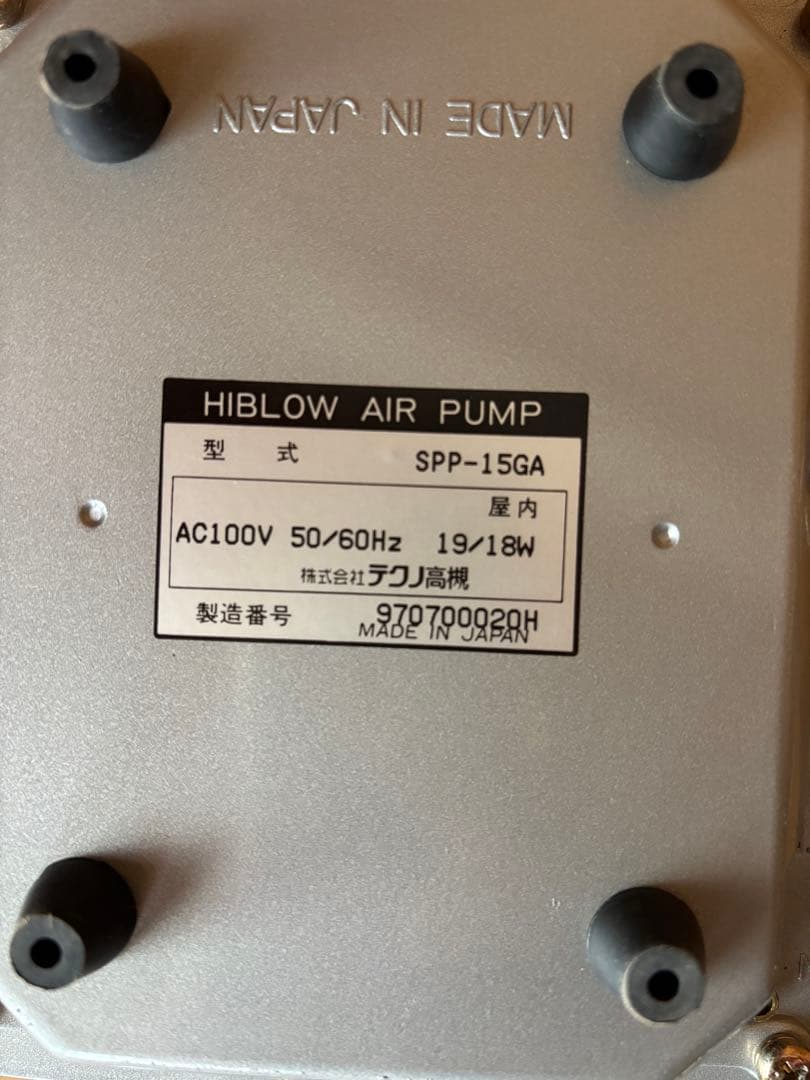 MADE IN JAPAN
HIBLOW AIR PUMP
型 式 SPP-15GA
屋内
AC100V 50/60Hz 19/18W
株式会社テクノ高槻
製造番号 970700020H
MADE IN JAPAN